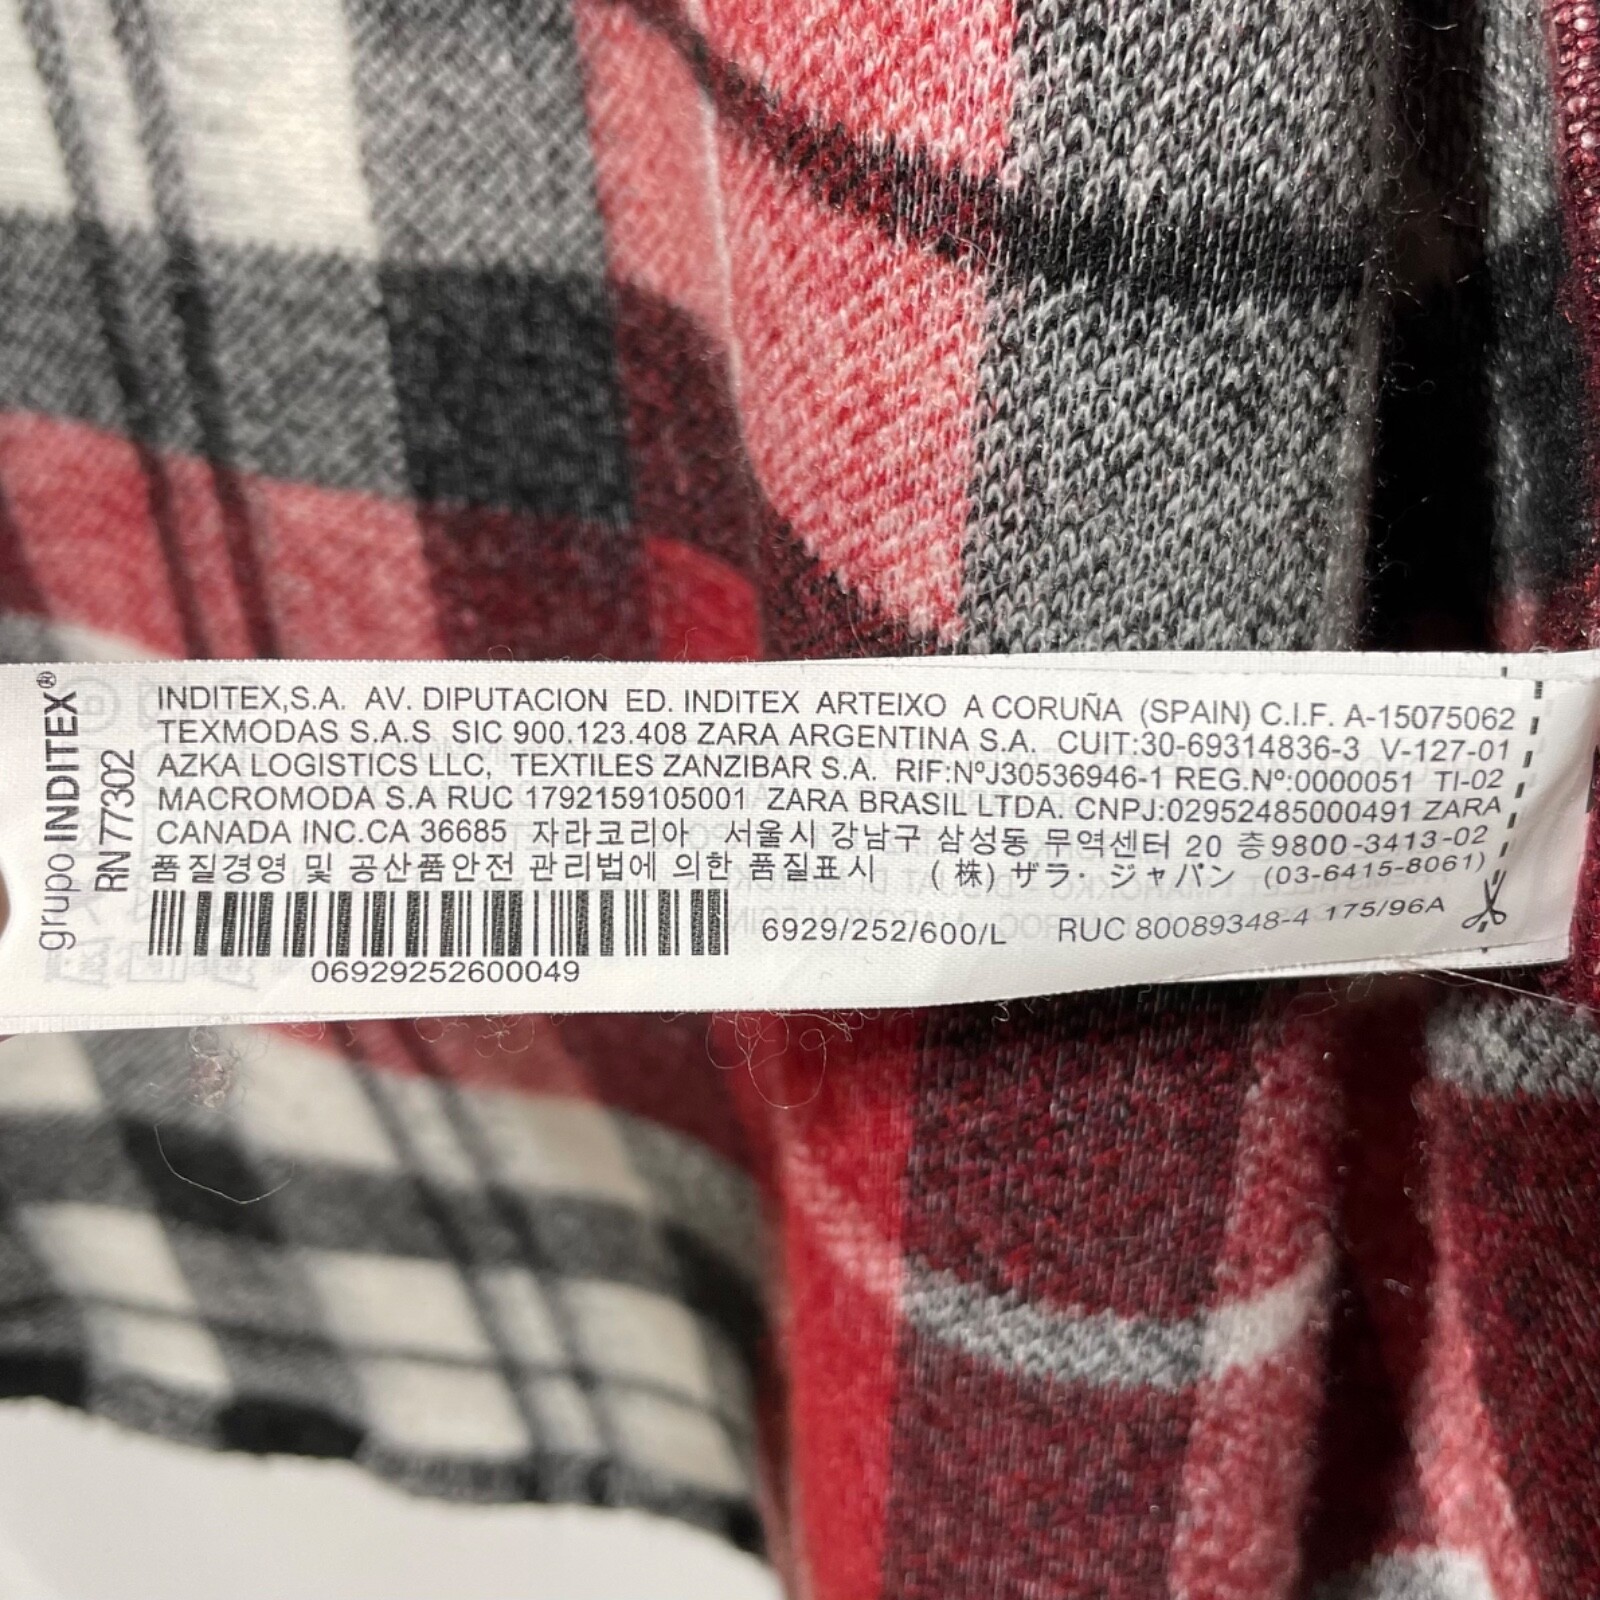 grupo INDITEX®
RN 77302
INDITEX,S.A. AV. DIPUTACION ED. INDITEX ARTEIXO A CORUÑA (SPAIN) C.I.F. A-15075062
TEXMODAS S.A.S SIC 900.123.408 ZARA ARGENTINA S.A. CUIT:30-69314836-3 V-127-01
AZKA LOGISTICS LLC, TEXTILES ZANZIBAR S.A. RIF:NºJ30536946-1 REG.Nº:0000051 TI-02
MACROMODA S.A RUC 1792159105001 ZARA BRASIL LTDA. CNPJ:02952485000491 ZARA
CANADA INC.CA 36685 자라코리아 서울시 강남구 삼성동 무역센터 20 층9800-3413-02
품질경영 및 공산품안전 관리법에 의한 품질표시 (株) ザラ・ジャパン (03-6415-8061)
6929/252/600/L RUC 80089348-4 175/96A
06929252600049